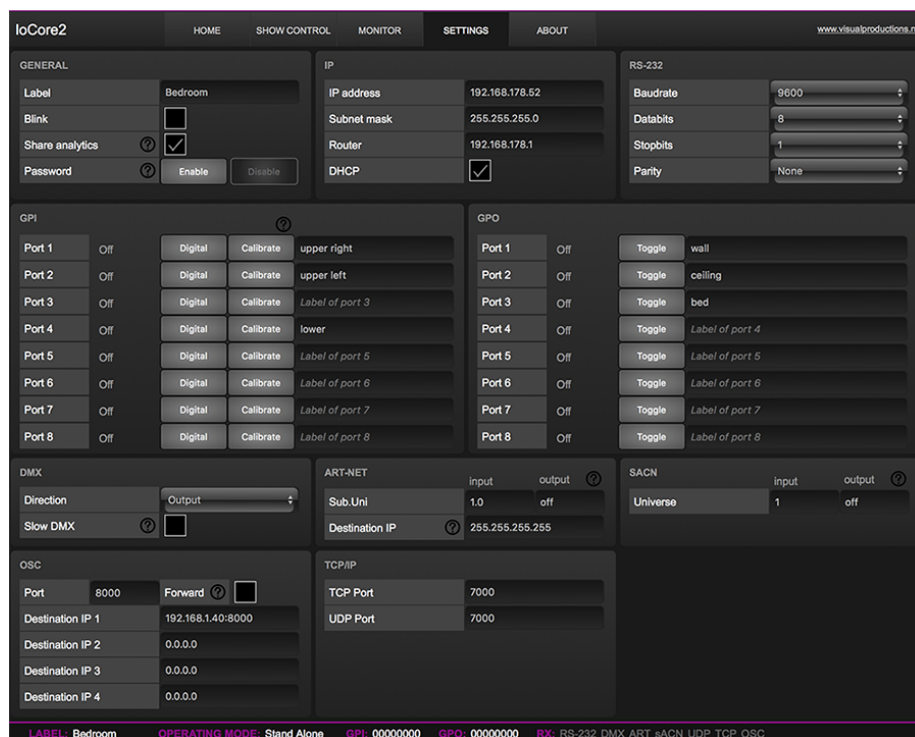 IoCore2 HOME SHOW CONTROL MONITOR SETTINGS ABOUT www.visualproductions.n
GENERAL
Label Bedroom
Blink
Share analytics ?
Password ? Enable Disable
IP
IP address 192.168.178.52
Subnet mask 255.255.255.0
Router 192.168.178.1
DHCP
RS-232
Baudrate 9600
Databits 8
Stopbits 1
Parity None
GPI ?
Port 1 Off Digital Calibrate upper right
Port 2 Off Digital Calibrate upper left
Port 3 Off Digital Calibrate Label of port 3
Port 4 Off Digital Calibrate lower
Port 5 Off Digital Calibrate Label of port 5
Port 6 Off Digital Calibrate Label of port 6
Port 7 Off Digital Calibrate Label of port 7
Port 8 Off Digital Calibrate Label of port 8
GPO
Port 1 Off Toggle wall
Port 2 Off Toggle ceiling
Port 3 Off Toggle bed
Port 4 Off Toggle Label of port 4
Port 5 Off Toggle Label of port 5
Port 6 Off Toggle Label of port 6
Port 7 Off Toggle Label of port 7
Port 8 Off Toggle Label of port 8
DMX
Direction Output
Slow DMX ?
ART-NET input output ?
Sub.Uni 1.0 off
Destination IP ? 255.255.255.255
SACN input output ?
Universe 1 off
OSC
Port 8000 Forward ?
Destination IP 1 192.168.1.40:8000
Destination IP 2 0.0.0.0
Destination IP 3 0.0.0.0
Destination IP 4 0.0.0.0
TCP/IP
TCP Port 7000
UDP Port 7000
LABEL: Bedroom OPERATING MODE: Stand Alone GPI: 00000000 GPO: 00000000 RX: RS-232 DMX ART sACN UDP TCP OSC